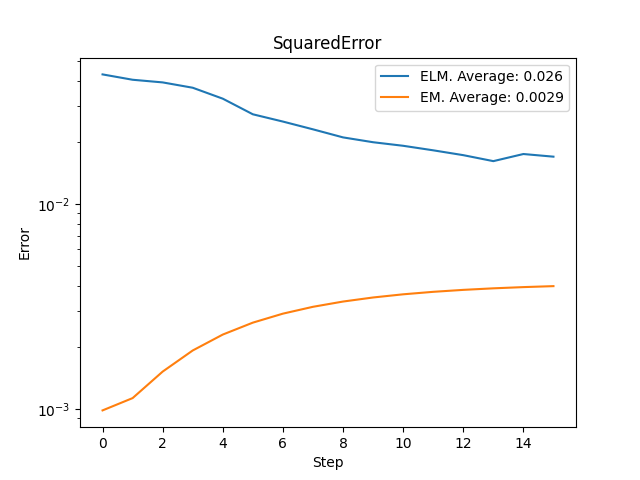 SquaredError
ELM. Average: 0.026
EM. Average: 0.0029
10⁻²
10⁻³
Error
0 2 4 6 8 10 12 14
Step